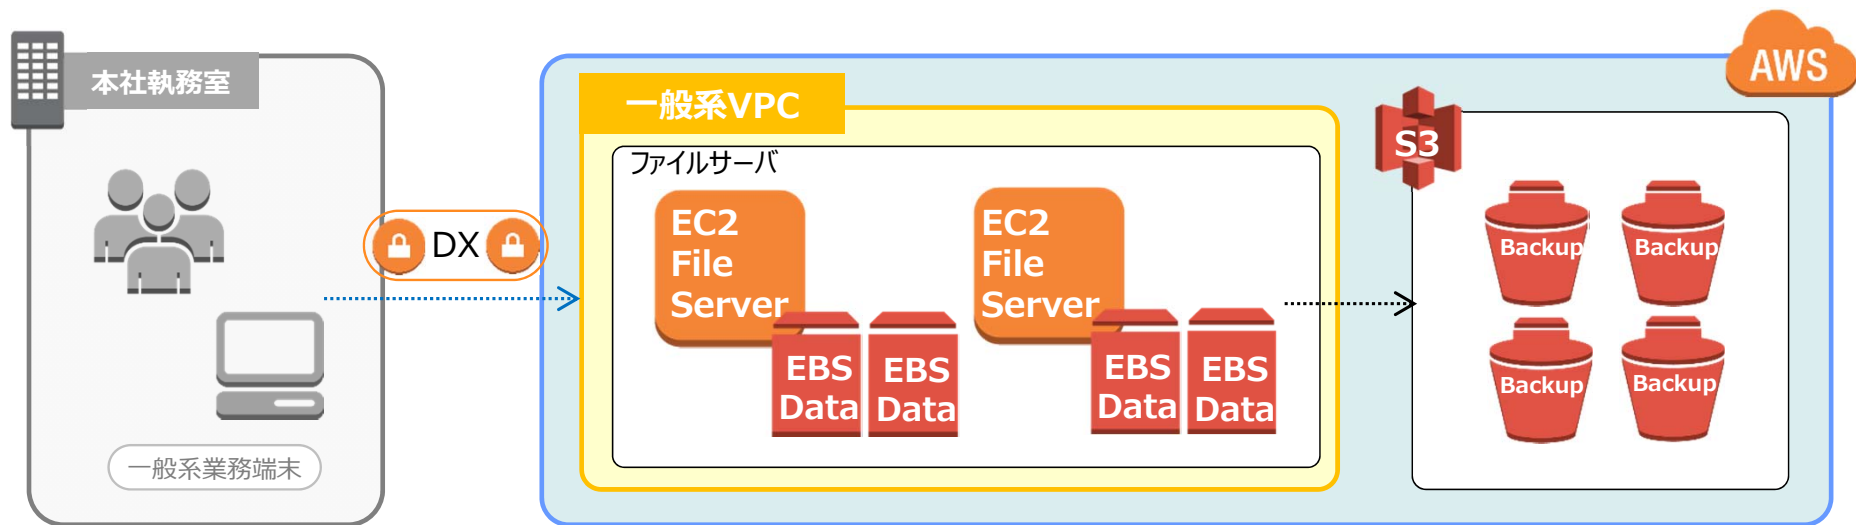 本社執務室
一般系業務端末
DX
AWS
一般系VPC
ファイルサーバ
EC2
File
Server
EBS
Data
EBS
Data
EC2
File
Server
EBS
Data
EBS
Data
S3
Backup
Backup
Backup
Backup